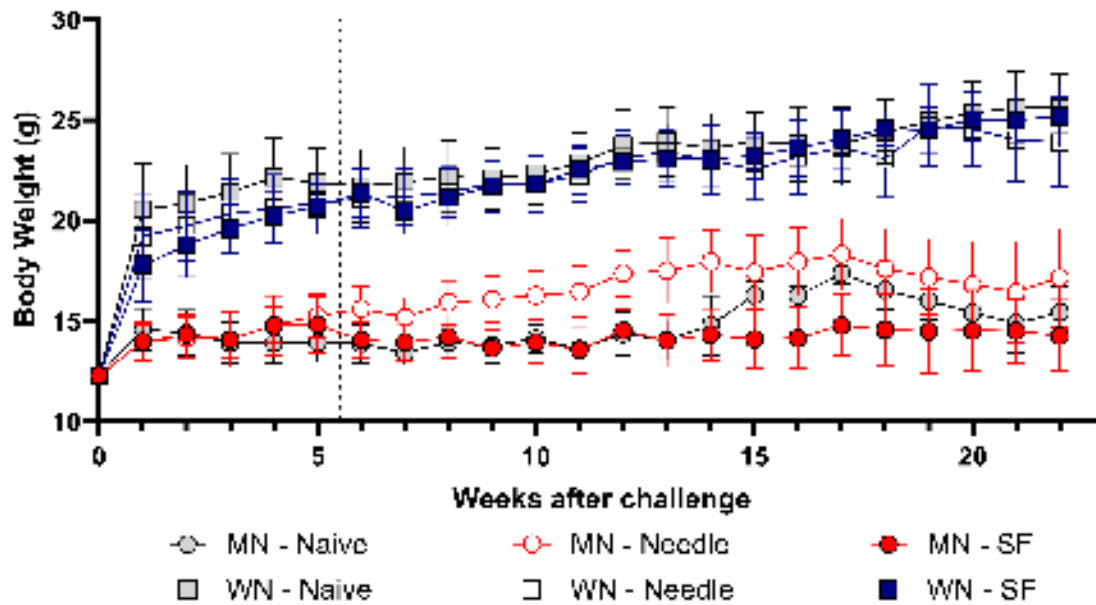 30
25
20
15
10
Body Weight (g)
0 5 10 15 20
Weeks after challenge
MN - Naive MN - Needle MN - SF
WN - Naive WN - Needle WN - SF